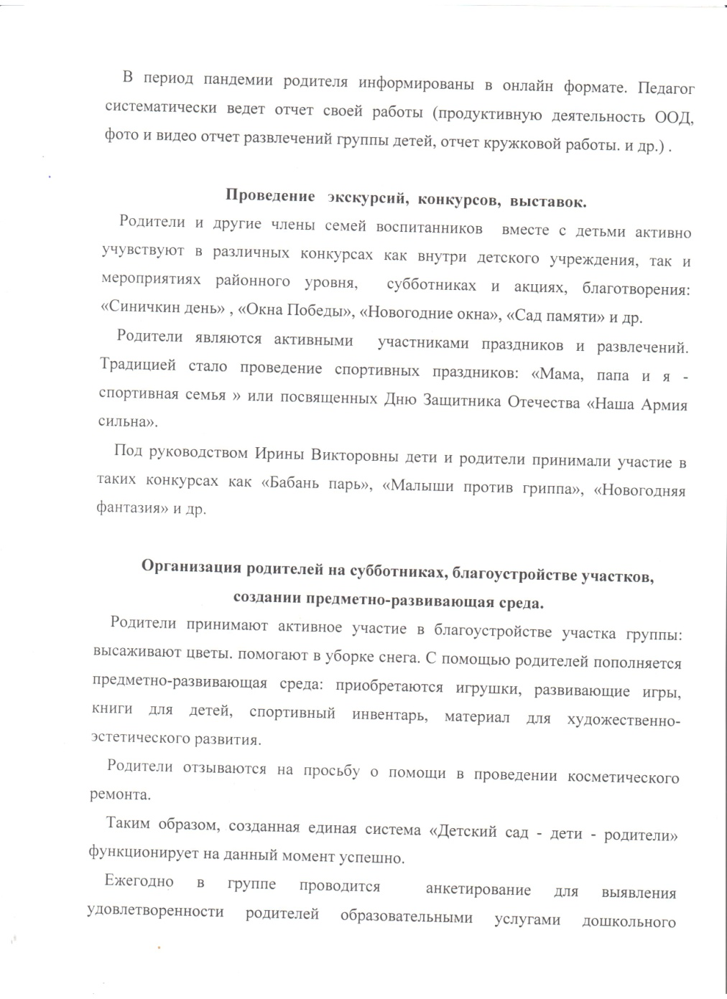 В период пандемии родителя информированы в онлайн формате. Педагог
систематически ведет отчет своей работы (продуктивную деятельность ООД,
фото и видео отчет развлечений группы детей, отчет кружковой работы. и др.) .
Проведение экскурсий, конкурсов, выставок.
Родители и другие члены семей воспитанников вместе с детьми активно
учувствуют в различных конкурсах как внутри детского учреждения, так и
мероприятиях районного уровня, субботниках и акциях, благотворения:
«Синичкин день» , «Окна Победы», «Новогодние окна», «Сад памяти» и др.
Родители являются активными участниками праздников и развлечений.
Традицией стало проведение спортивных праздников: «Мама, папа и я -
спортивная семья » или посвященных Дню Защитника Отечества «Наша Армия
сильна».
Под руководством Ирины Викторовны дети и родители принимали участие в
таких конкурсах как «Бабань парь», «Малыши против гриппа», «Новогодняя
фантазия» и др.
Организация родителей на субботниках, благоустройстве участков,
создании предметно-развивающая среда.
Родители принимают активное участие в благоустройстве участка группы:
высаживают цветы. помогают в уборке снега. С помощью родителей пополняется
предметно-развивающая среда: приобретаются игрушки, развивающие игры,
книги для детей, спортивный инвентарь, материал для художественно-
эстетического развития.
Родители отзываются на просьбу о помощи в проведении косметического
ремонта.
Таким образом, созданная единая система «Детский сад - дети - родители»
функционирует на данный момент успешно.
Ежегодно в группе проводится анкетирование для выявления
удовлетворенности родителей образовательными услугами дошкольного